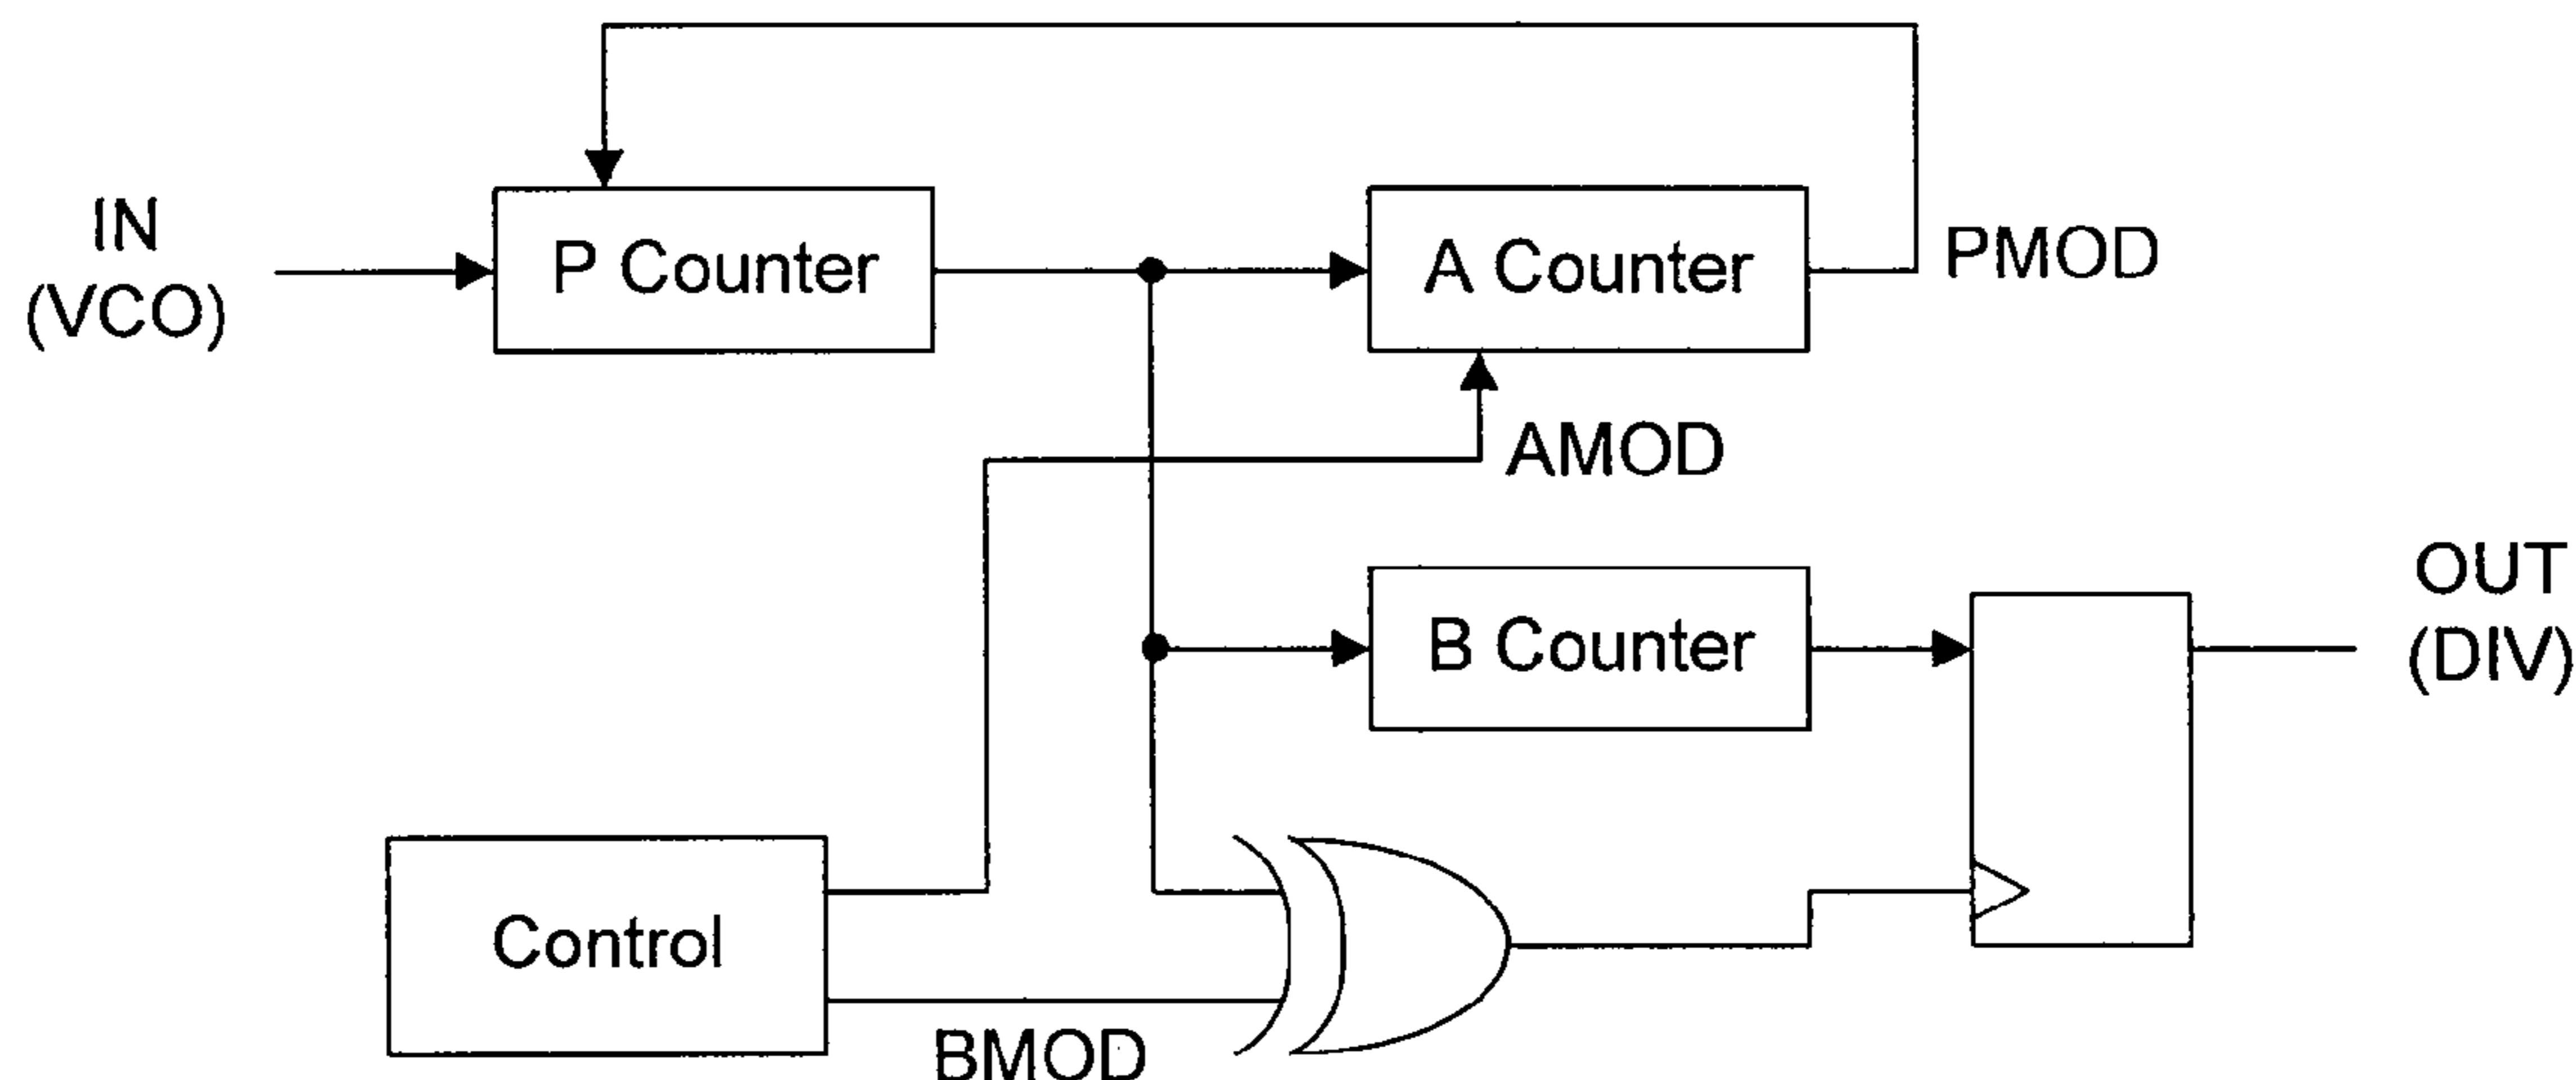 IN
(VCO)
P Counter
A Counter
PMOD
AMOD
B Counter
OUT
(DIV)
Control
BMOD